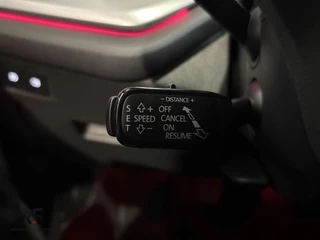 - DISTANCE +
S ⇧ + OFF
E SPEED CANCEL
T ⇩ - ON
RESUME